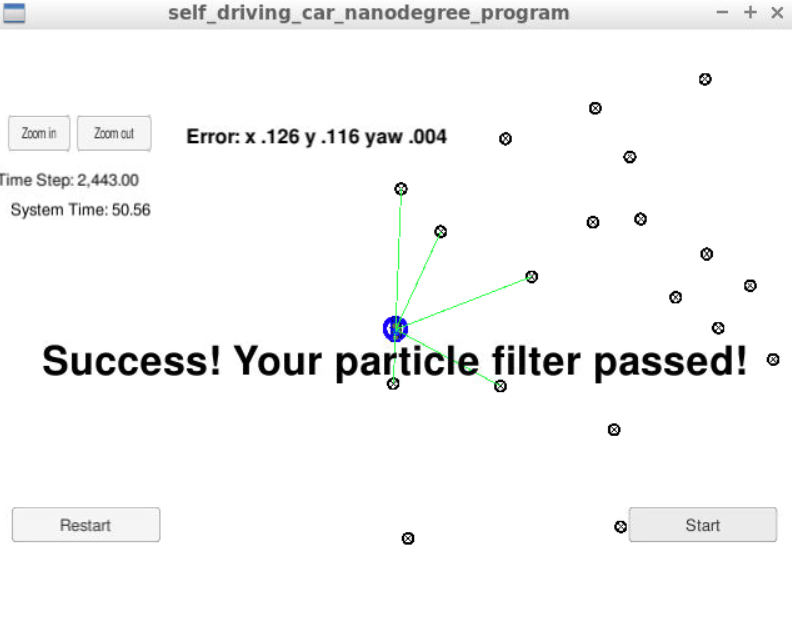 self_driving_car_nanodegree_program
Zoom in Zoom out
Error: x .126 y .116 yaw .004
Time Step: 2,443.00
System Time: 50.56
Success! Your particle filter passed!
Restart
Start